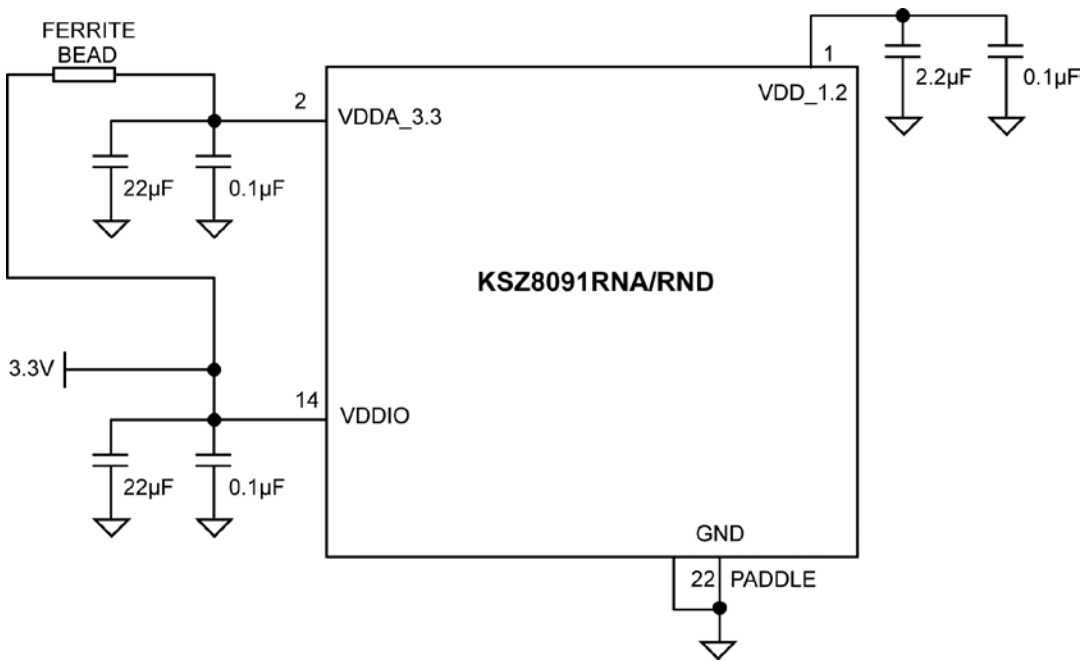 FERRITE
BEAD
1
VDD_1.2
2.2µF
0.1µF
2
VDDA_3.3
22µF
0.1µF
KSZ8091RNA/RND
3.3V
14
VDDIO
22µF
0.1µF
GND
22
PADDLE